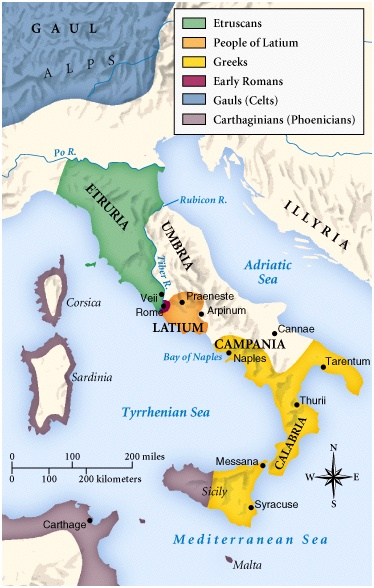 GAUL
ALPS
Etruscans
People of Latium
Greeks
Early Romans
Gauls (Celts)
Carthaginians (Phoenicians)
Po R.
ETRURIA
Rubicon R.
ILLYRIA
UMBRIA
Tiber R.
Adriatic
Sea
Corsica
Veii
Praeneste
Rome
Arpinum
LATIUM
Cannae
CAMPANIA
Bay of Naples
Naples
Tarentum
Sardinia
Thurii
Tyrrhenian Sea
CALABRIA
0 100 200 miles
0 100 200 kilometers
Messana
Sicily
N
W E
S
Syracuse
Carthage
Mediterranean Sea
Malta